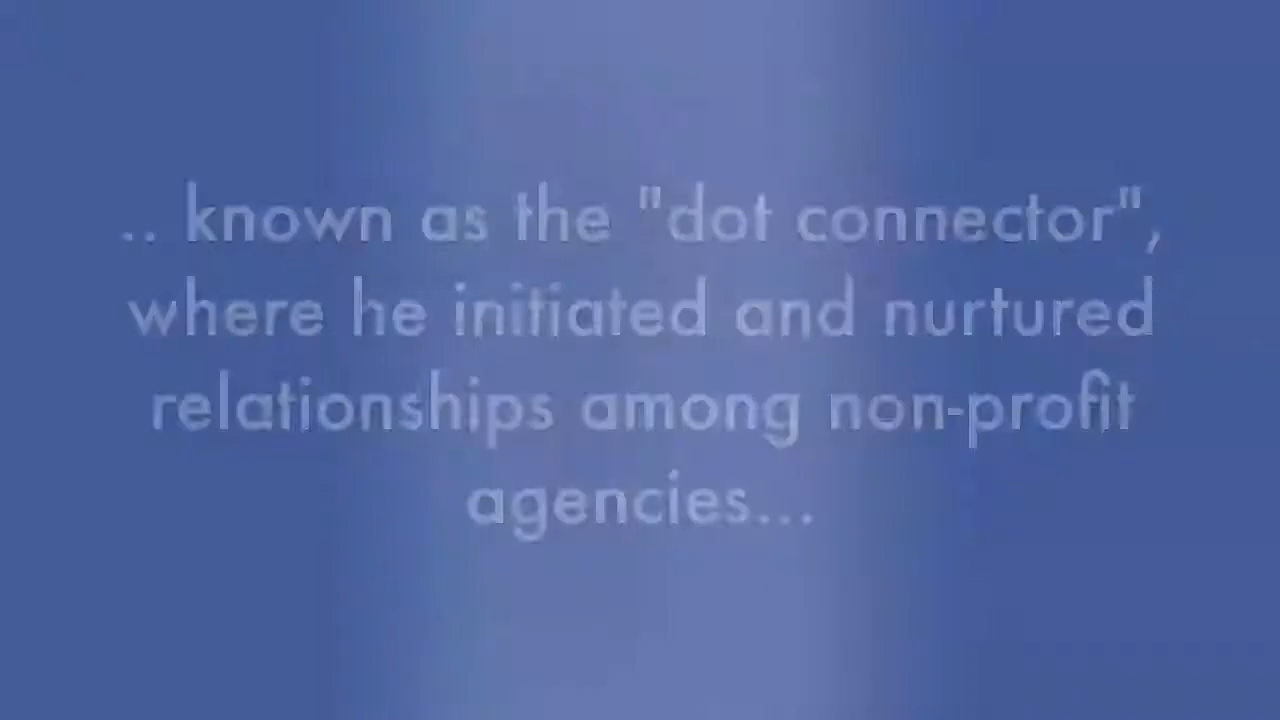 .. known as the "dot connector",
where he initiated and nurtured
relationships among non-profit
agencies...